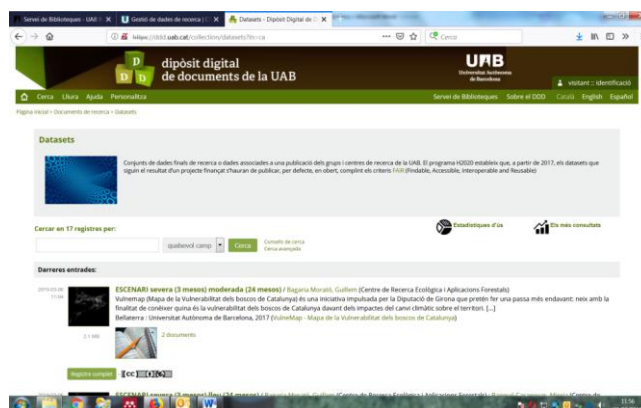 Servei de Biblioteques - UAB
Gestió de dades de recerca | C
Datasets - Dipòsit Digital de D
https://ddd.uab.cat/collection/datasets?ln=ca
Cerca
dipòsit digital
de documents de la UAB
D
D D
UAB
Universitat Autònoma
de Barcelona
visitant :: identificació
Cerca Lliura Ajuda Personalitza
Servei de Biblioteques Sobre el DDD Català English Español
Pàgina inicial > Documents de recerca > Datasets
Datasets
Conjunts de dades finals de recerca o dades associades a una publicació dels grups i centres de recerca de la UAB. El programa H2020 estableix que, a partir de 2017, els datasets que
siguin el resultat d'un projecte finançat s'hauran de publicar, per defecte, en obert, complint els criteris FAIR (Findable, Accessible, Interoperable and Reusable)
Cercar en 17 registres per:
Estadístiques d'ús
Els més consultats
qualsevol camp
Cerca
Consells de cerca
Cerca avançada
Darreres entrades:
ESCENARI severa (3 mesos) moderada (24 mesos) / Bagaria Morató, Guillem (Centre de Recerca Ecològica i Aplicacions Forestals)
Vulnemap (Mapa de la Vulnerabilitat dels boscos de Catalunya) és una iniciativa impulsada per la Diputació de Girona que pretén fer una passa més endavant: neix amb la
finalitat de conèixer quina és la vulnerabilitat dels boscos de Catalunya davant dels impactes del canvi climàtic sobre el territori. [...]
Bellaterra : Universitat Autònoma de Barcelona, 2017 (VulneMap - Mapa de la Vulnerabilitat dels boscos de Catalunya)
2.1 MB
2 documents
Registre complet
CC
11:56